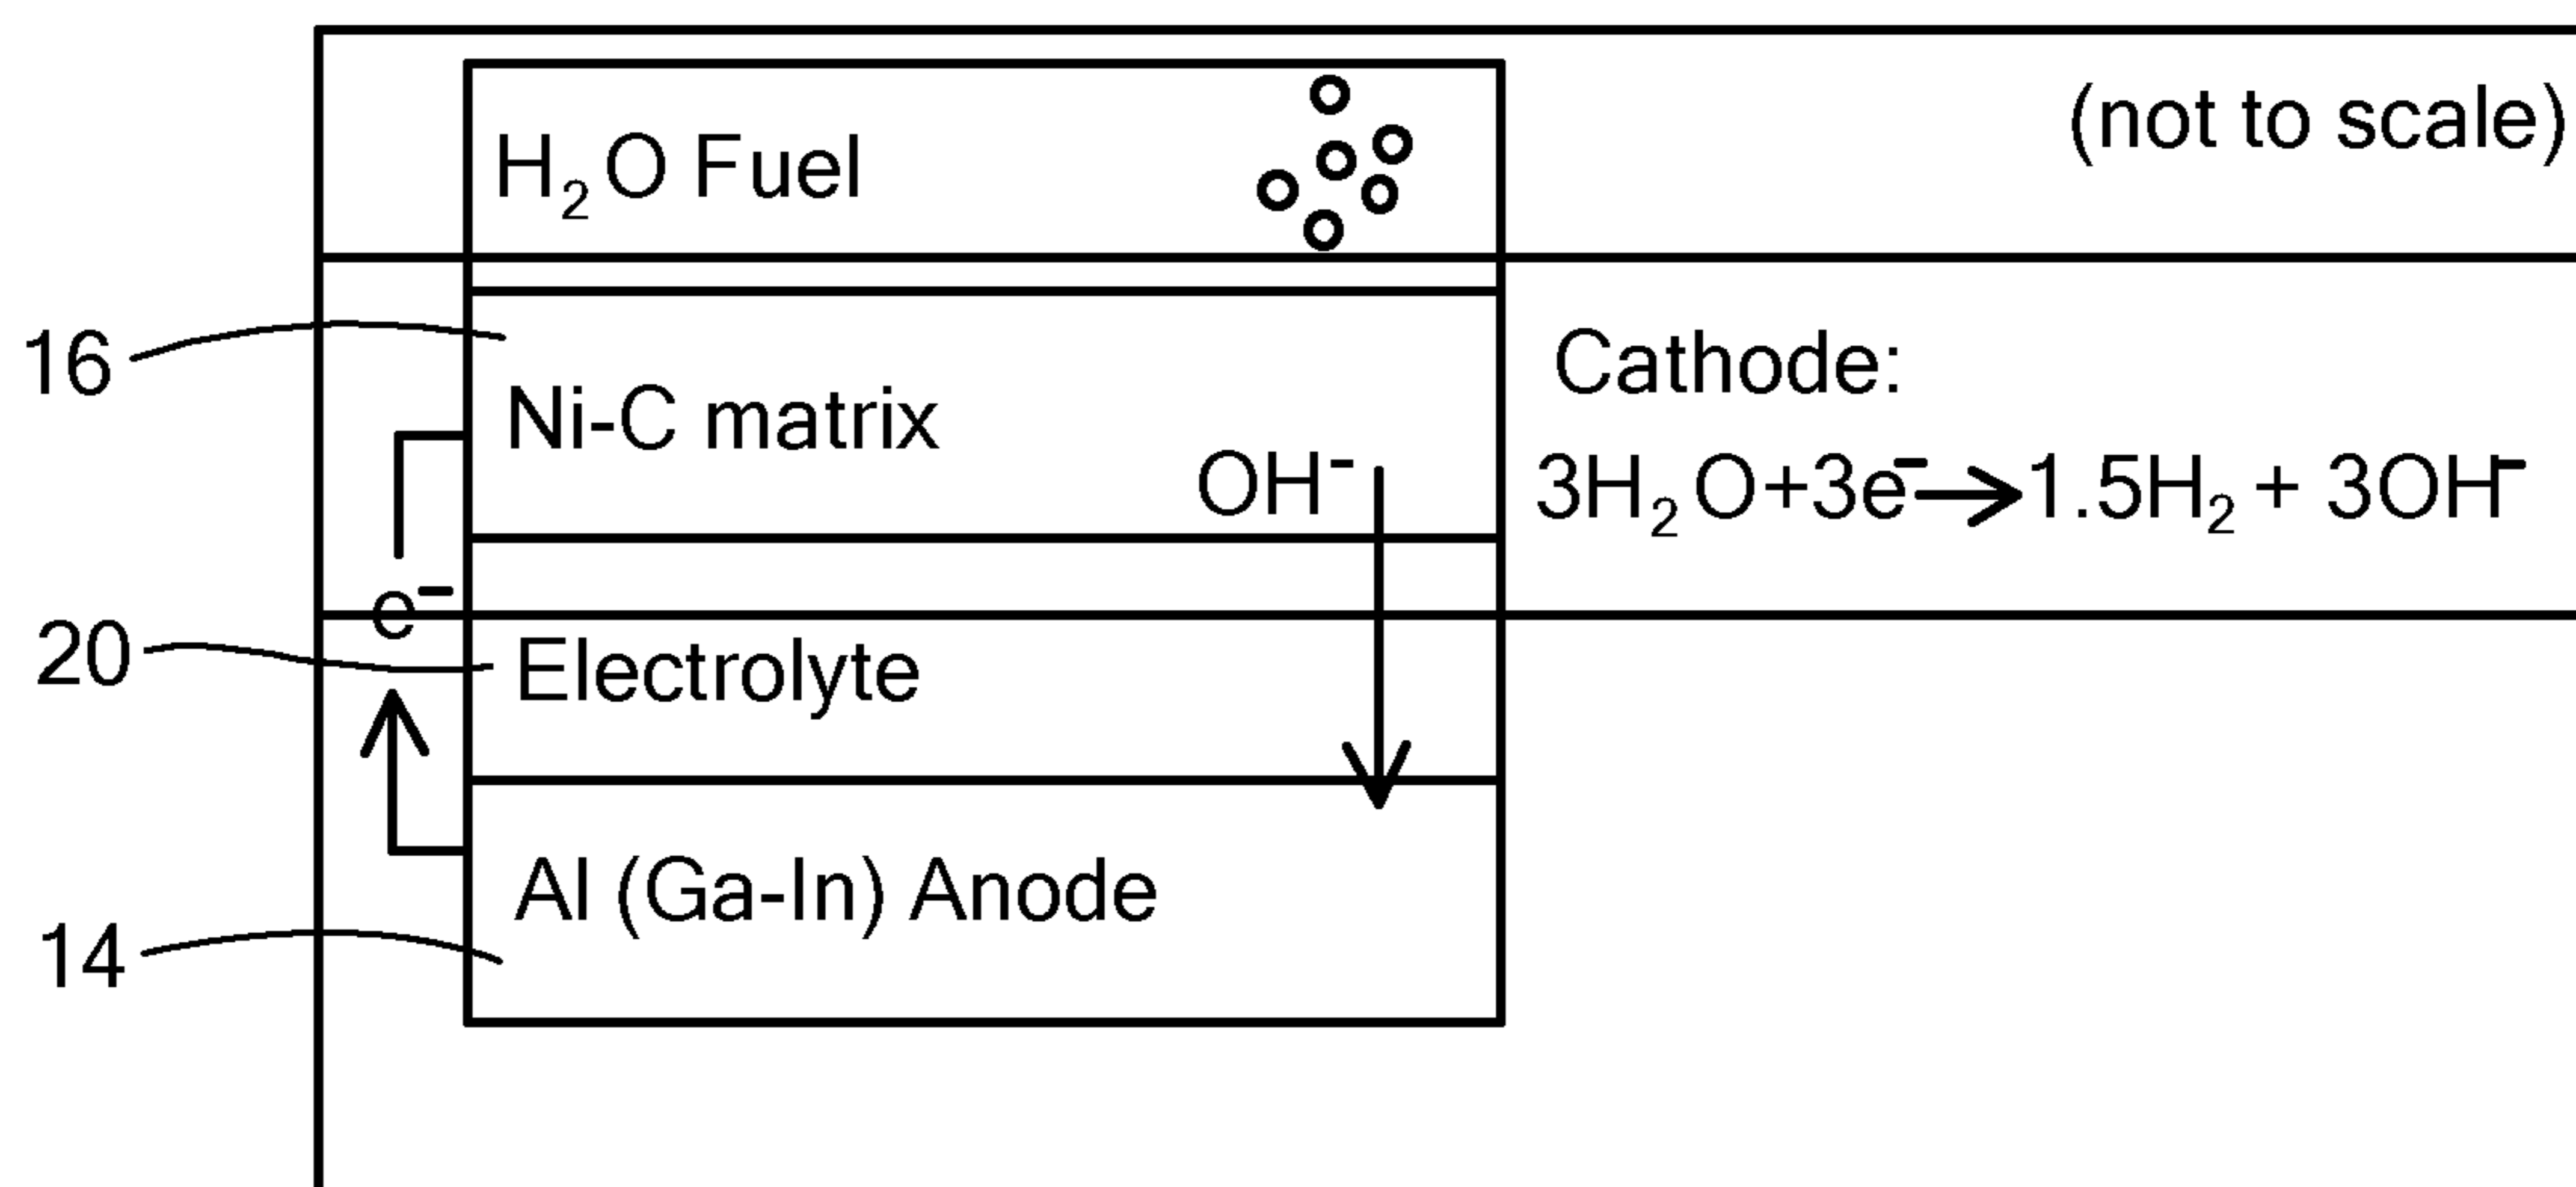 (not to scale)
H₂O Fuel
16
Ni-C matrix
Cathode:
OH⁻
3H₂O+3e⁻→1.5H₂ + 3OH⁻
e⁻
20
Electrolyte
Al (Ga-In) Anode
14